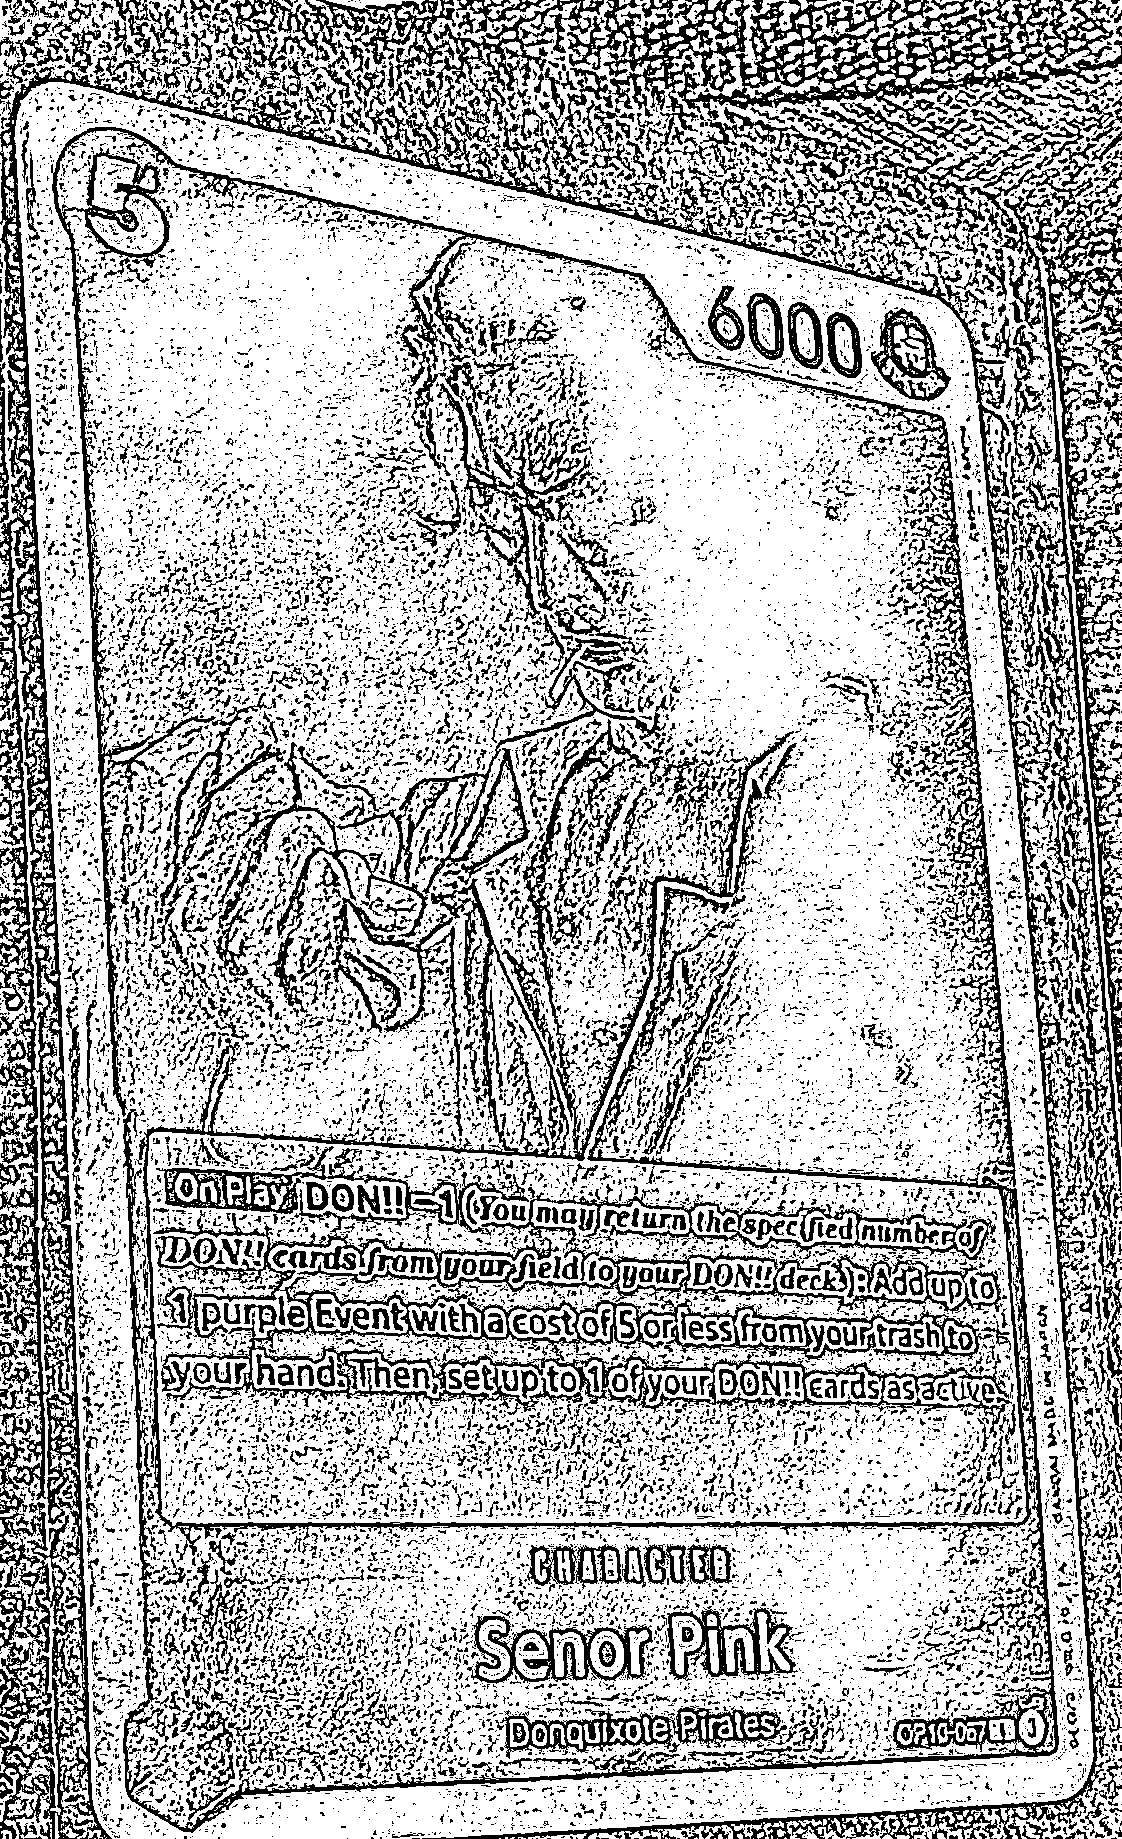 5
6000
On Play DON!! −1 (You may return the specified number of
DON!! cards from your field to your DON!! deck.): Add up to
1 purple Event with a cost of 5 or less from your trash to
your hand. Then, set up to 1 of your DON!! cards as active.
CHARACTER
Senor Pink
Donquixote Pirates